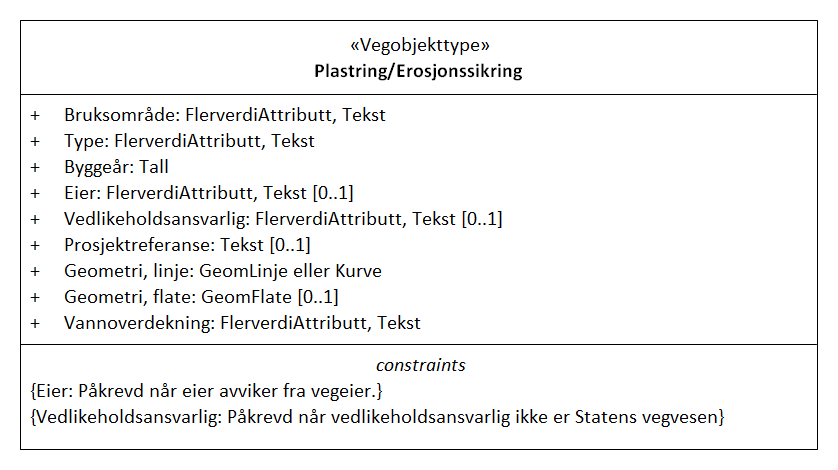 «Vegobjekttype»
Plastring/Erosjonssikring
+ Bruksområde: FlerverdiAttributt, Tekst
+ Type: FlerverdiAttributt, Tekst
+ Byggeår: Tall
+ Eier: FlerverdiAttributt, Tekst [0..1]
+ Vedlikeholdsansvarlig: FlerverdiAttributt, Tekst [0..1]
+ Prosjektreferanse: Tekst [0..1]
+ Geometri, linje: GeomLinje eller Kurve
+ Geometri, flate: GeomFlate [0..1]
+ Vannoverdekning: FlerverdiAttributt, Tekst
constraints
{Eier: Påkrevd når eier avviker fra vegeier.}
{Vedlikeholdsansvarlig: Påkrevd når vedlikeholdsansvarlig ikke er Statens vegvesen}